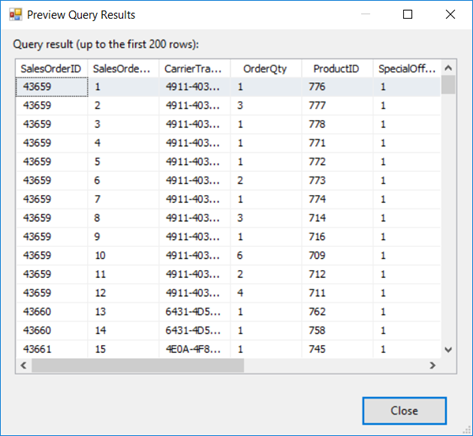 Preview Query Results
Query result (up to the first 200 rows):
SalesOrderID SalesOrde... CarrierTra... OrderQty ProductID SpecialOff...
43659 1 4911-403... 1 776 1
43659 2 4911-403... 3 777 1
43659 3 4911-403... 1 778 1
43659 4 4911-403... 1 771 1
43659 5 4911-403... 1 772 1
43659 6 4911-403... 2 773 1
43659 7 4911-403... 1 774 1
43659 8 4911-403... 3 714 1
43659 9 4911-403... 1 716 1
43659 10 4911-403... 6 709 1
43659 11 4911-403... 2 712 1
43659 12 4911-403... 4 711 1
43660 13 6431-4D5... 1 762 1
43660 14 6431-4D5... 1 758 1
43661 15 4E0A-4F8... 1 745 1
Close